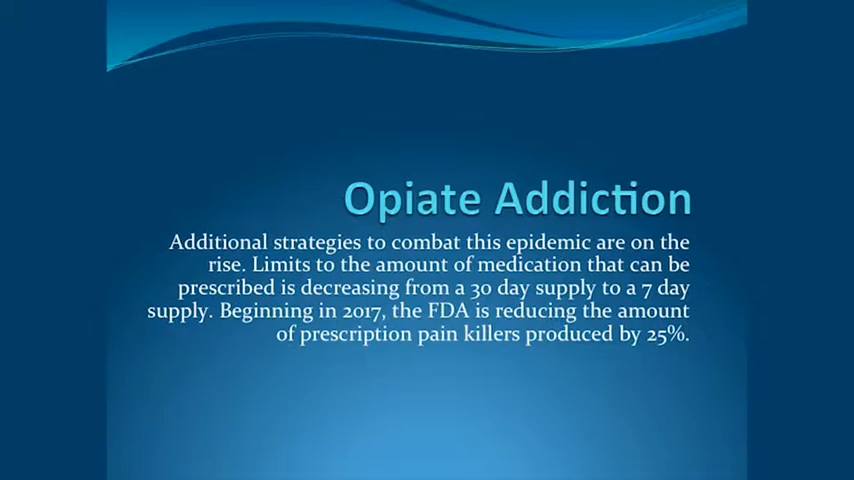 Opiate Addiction
Additional strategies to combat this epidemic are on the
rise. Limits to the amount of medication that can be
prescribed is decreasing from a 30 day supply to a 7 day
supply. Beginning in 2017, the FDA is reducing the amount
of prescription pain killers produced by 25%.